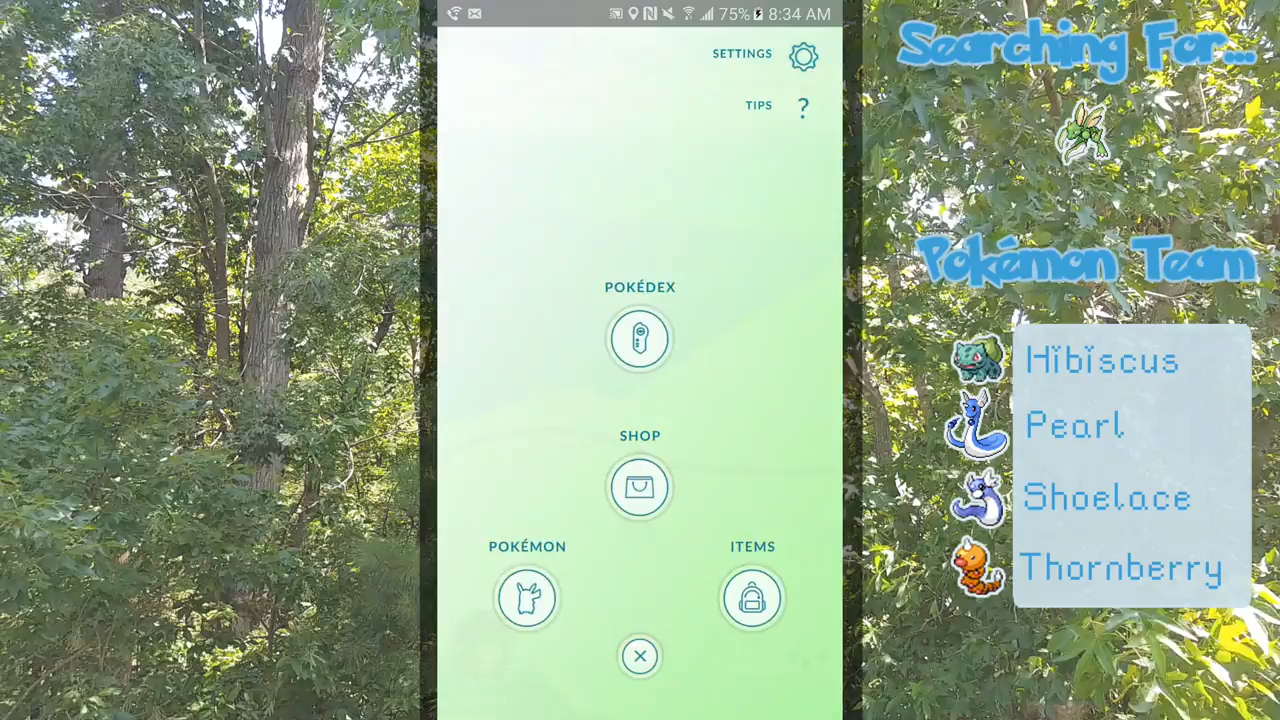 75% 8:34 AM
SETTINGS
TIPS ?
POKÉDEX
SHOP
POKÉMON
ITEMS
Searching For...
Pokémon Team
Hibiscus
Pearl
Shoelace
Thornberry